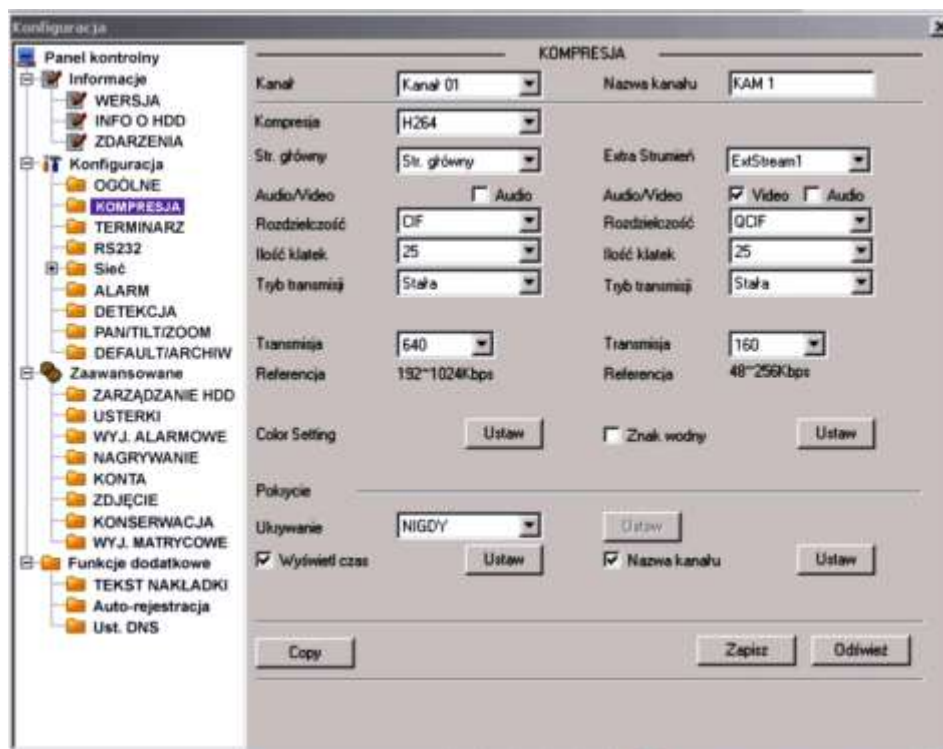 Konfiguracja
Panel kontrolny
Informacje
WERSJA
INFO O HDD
ZDARZENIA
Konfiguracja
OGÓLNE
KOMPRESJA
TERMINARZ
RS232
Sieć
ALARM
DETEKCJA
PAN/TILT/ZOOM
DEFAULT/ARCHIW
Zaawansowane
ZARZĄDZANIE HDD
USTERKI
WYJ. ALARMOWE
NAGRYWANIE
KONTA
ZDJĘCIE
KONSERWACJA
WYJ. MATRYCOWE
Funkcje dodatkowe
TEKST NAKŁADKI
Auto-rejestracja
Ust. DNS
KOMPRESJA
Kanał Kanał 01 Nazwa kanału KAM 1
Kompresja H264
Str. główny Str. główny Extra Strumień ExtStream1
Audio/Video Audio Audio/Video Video Audio
Rozdzielczość CIF Rozdzielczość QCIF
Ilość klatek 25 Ilość klatek 25
Tryb transmisji Stała Tryb transmisji Stała
Transmisja 640 Transmisja 160
Referencja 192~1024Kbps Referencja 48~256Kbps
Color Setting Ustaw Znak wodny Ustaw
Pokrycie
Ukrywanie NIGDY Ustaw
Wyświetl czas Ustaw Nazwa kanału Ustaw
Copy Zapisz Odśwież